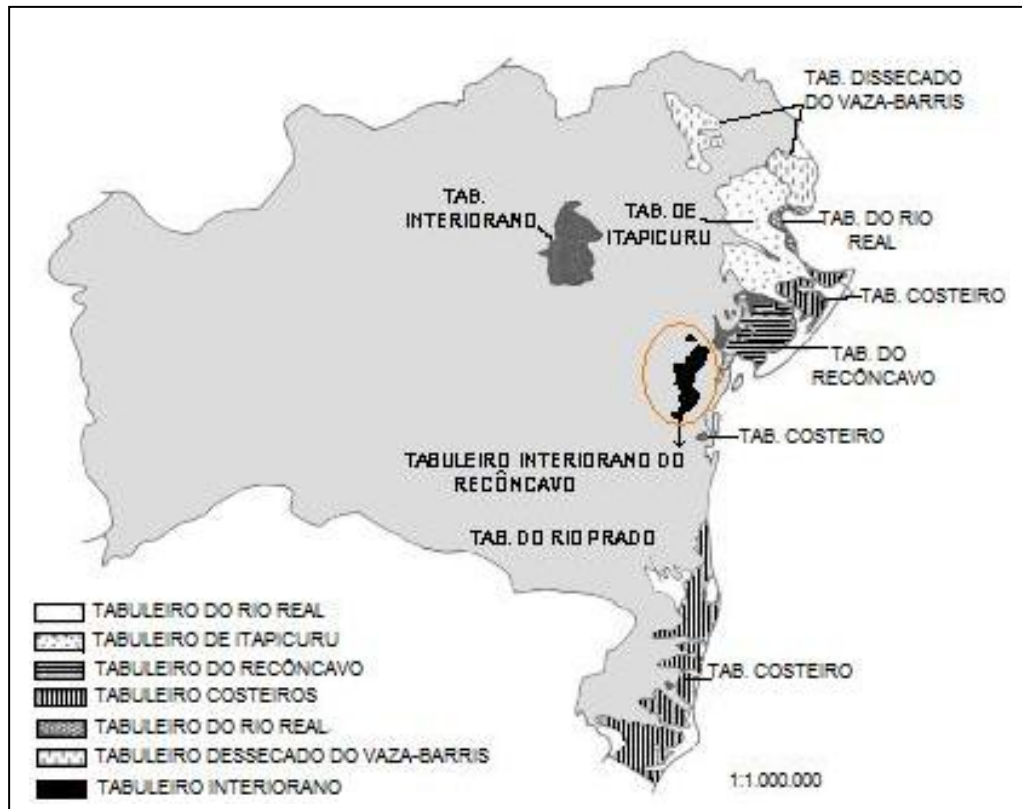 TAB. DISSECADO
DO VAZA-BARRIS
TAB.
INTERIORANO
TAB. DE
ITAPICURU
TAB. DO RIO
REAL
TAB. COSTEIRO
TAB. DO
RECÔNCAVO
TAB. COSTEIRO
TABULEIRO INTERIORANO DO
RECÔNCAVO
TAB. DO RIO PRADO
TAB. COSTEIRO
TABULEIRO DO RIO REAL
TABULEIRO DE ITAPICURU
TABULEIRO DO RECÔNCAVO
TABULEIRO COSTEIROS
TABULEIRO DO RIO REAL
TABULEIRO DESSECADO DO VAZA-BARRIS
TABULEIRO INTERIORANO
1:1.000.000